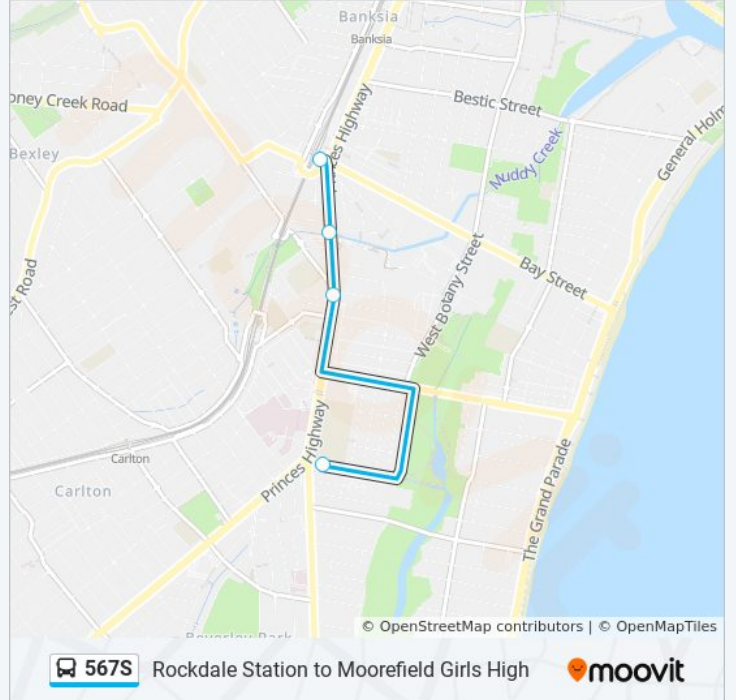 Banksia
Banksia
oney Creek Road
Princes Highway
Bestic Street
General Holm
Bexley
Muddy Creek
st Road
Bay Street
West Botany Street
Princes Highway
Carlton
Carlton
The Grand Parade
© OpenStreetMap contributors | © OpenMapTiles
Beverley Park
567S Rockdale Station to Moorefield Girls High moovit